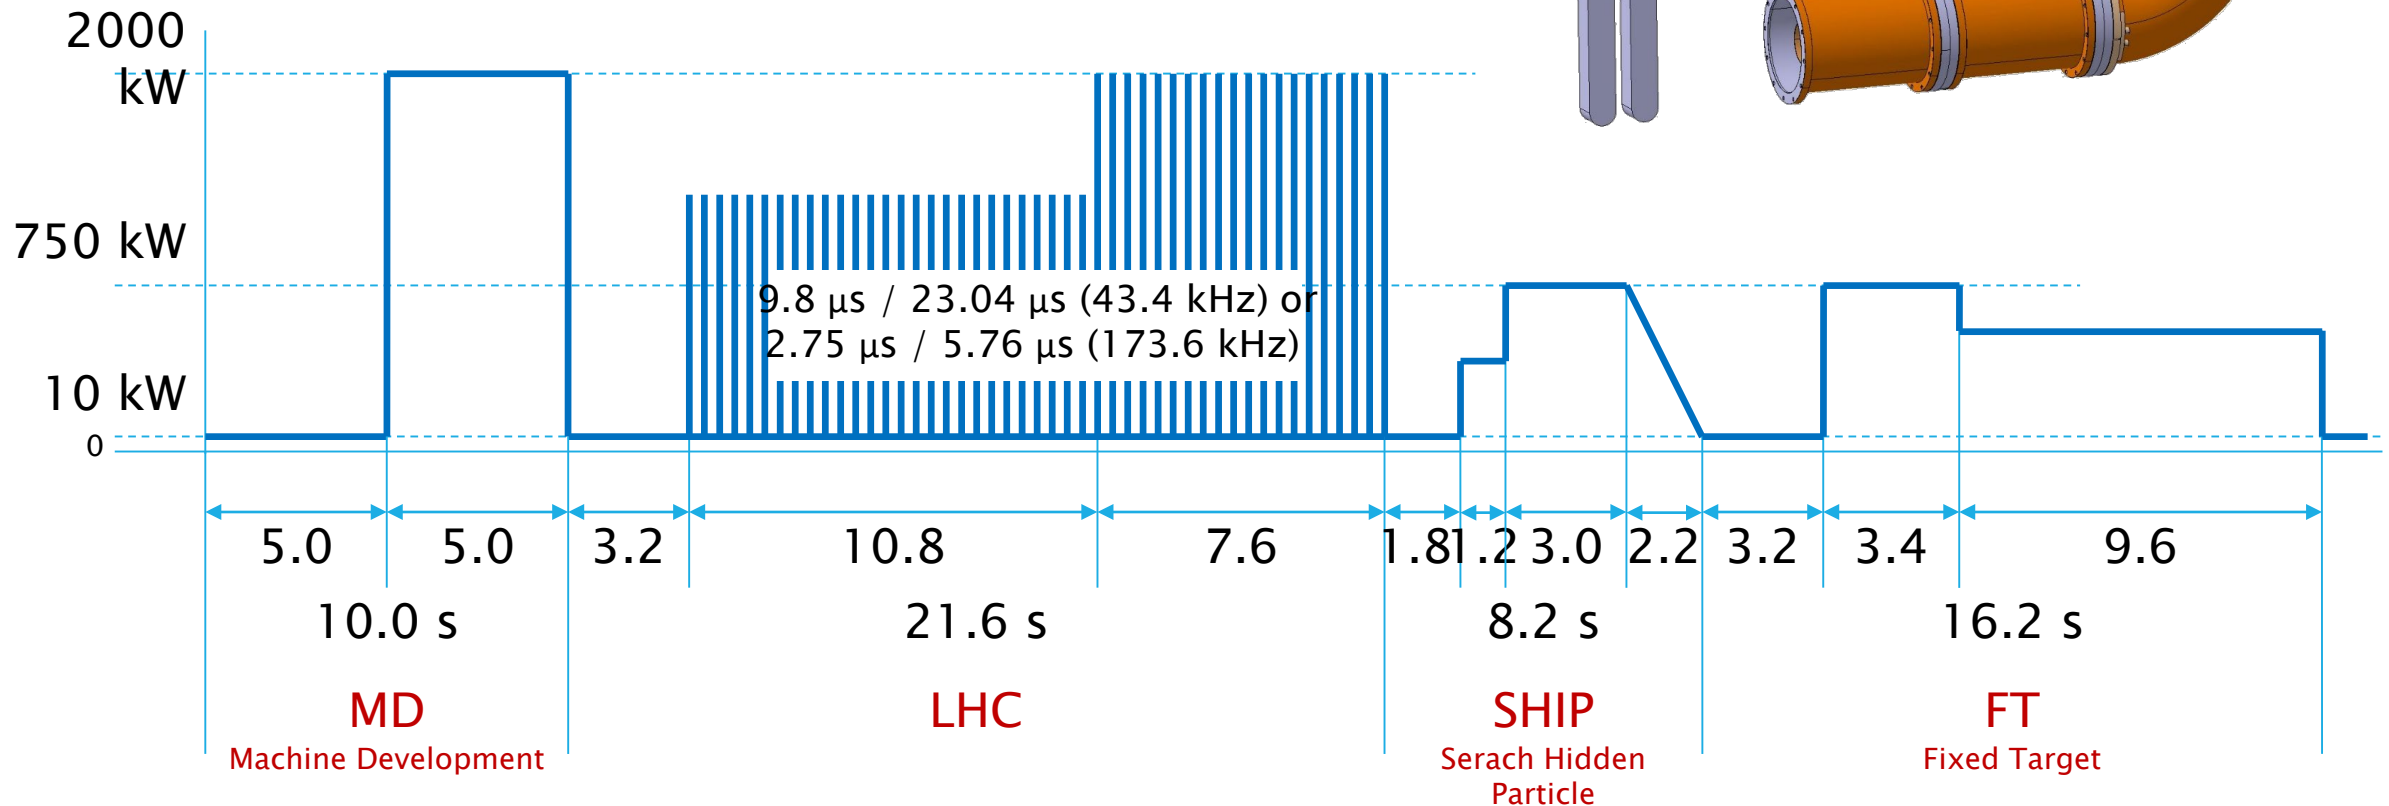 2000
kW
750 kW
10 kW
0
9.8 µs / 23.04 µs (43.4 kHz) or
2.75 µs / 5.76 µs (173.6 kHz)
5.0 5.0 3.2 10.8 7.6 1.8 1.2 3.0 2.2 3.2 3.4 9.6
10.0 s 21.6 s 8.2 s 16.2 s
MD LHC SHIP FT
Machine Development Serach Hidden Fixed Target
Particle